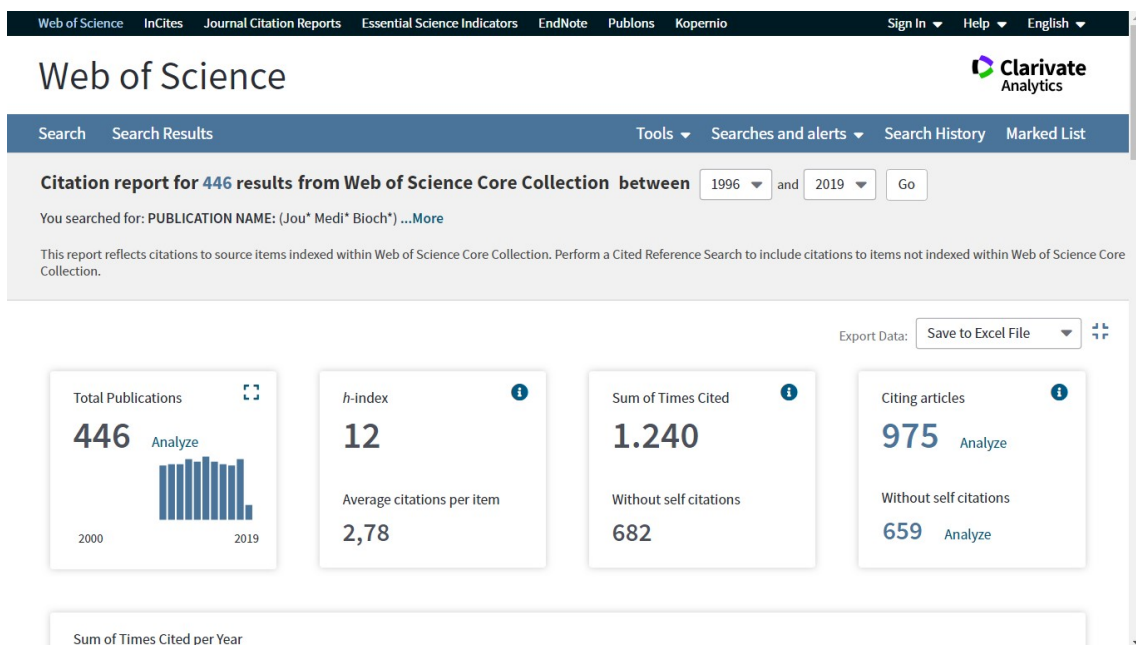 Web of Science InCites Journal Citation Reports Essential Science Indicators EndNote Publons Kopernio Sign In Help English
Web of Science
Clarivate
Analytics
Search Search Results Tools Searches and alerts Search History Marked List
Citation report for 446 results from Web of Science Core Collection between 1996 and 2019 Go
You searched for: PUBLICATION NAME: (Jou* Medi* Bioch*) ...More
This report reflects citations to source items indexed within Web of Science Core Collection. Perform a Cited Reference Search to include citations to items not indexed within Web of Science Core
Collection.
Export Data: Save to Excel File
Total Publications
446 Analyze
2000 2019
h-index
12
Average citations per item
2,78
Sum of Times Cited
1.240
Without self citations
682
Citing articles
975 Analyze
Without self citations
659 Analyze
Sum of Times Cited per Year